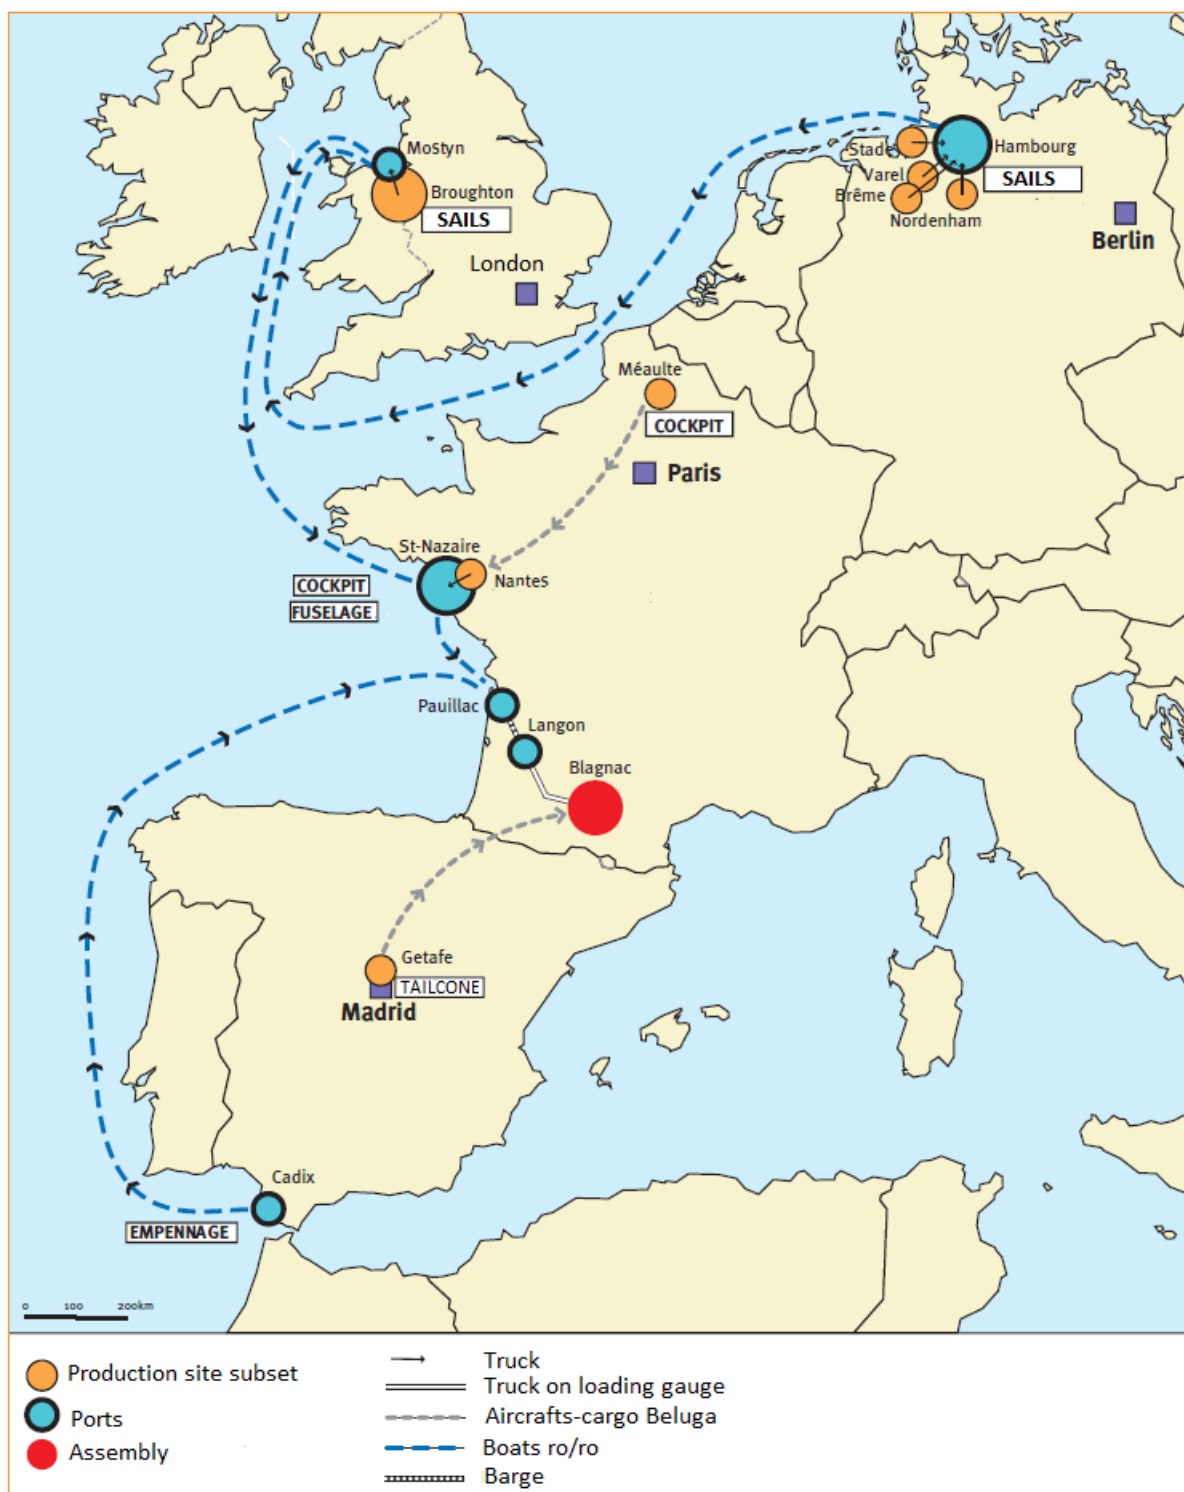 Mostyn
Broughton
SAILS
London
Stade
Hambourg
Varel
SAILS
Brême
Nordenham
Berlin
Méaulte
COCKPIT
Paris
St-Nazaire
Nantes
COCKPIT
FUSELAGE
Pauillac
Langon
Blagnac
Getafe
TAILCONE
Madrid
Cadix
EMPENNAGE
0 100 200km
Production site subset
Ports
Assembly
Truck
Truck on loading gauge
Aircrafts-cargo Beluga
Boats ro/ro
Barge